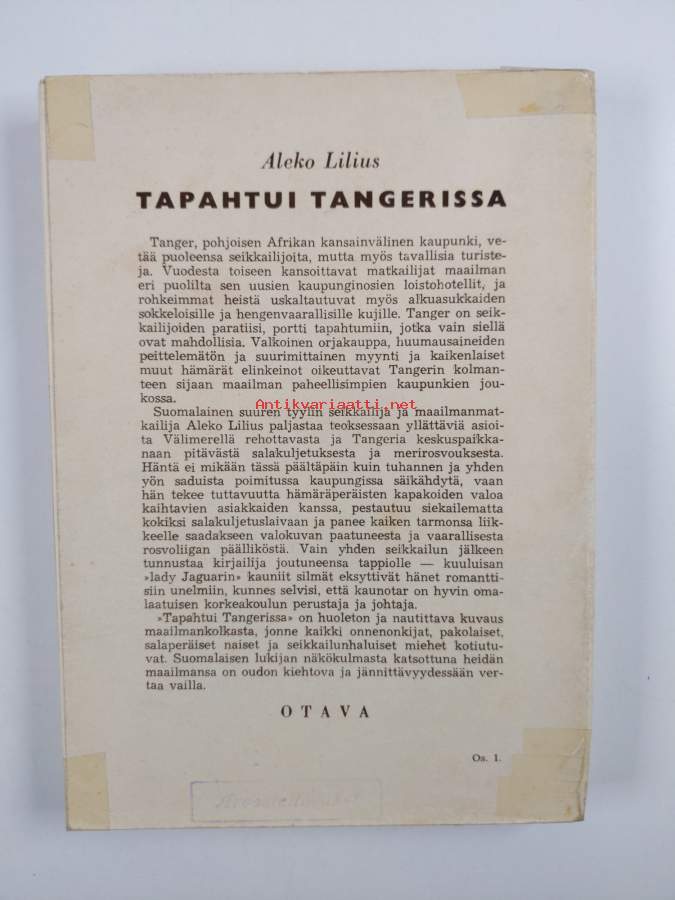 Aleko Lilius
TAPAHTUI TANGERISSA
Tanger, pohjoisen Afrikan kansainvälinen kaupunki, ve-
tää puoleensa seikkailijoita, mutta myös tavallisia turiste-
ja. Vuodesta toiseen kansoittavat matkailijat maailman
eri puolilta sen uusien kaupunginosien loistohotellit, ja
rohkeimmat heistä uskaltautuvat myös alkuasukkaiden
sokkeloisille ja hengenvaarallisille kujille. Tanger on seik-
kailijoiden paratiisi, portti tapahtumiin, jotka vain siellä
ovat mahdollisia. Valkoinen orjakauppa, huumausaineiden
peittelemätön ja suurimittainen myynti ja kaikenlaiset
muut hämärät elinkeinot oikeuttavat Tangerin kolman-
teen sijaan maailman paheellisimpien kaupunkien jou-
kossa.
Antikvariaatti.net
Suomalainen suuren tyylin seikkailija ja maailmanmat-
kailija Aleko Lilius paljastaa teoksessaan yllättäviä asioi-
ta Välimerellä rehottavasta ja Tangeria keskuspaikka-
naan pitävästä salakuljetuksesta ja merirosvouksesta.
Häntä ei mikään tässä päältäpäin kuin tuhannen ja yhden
yön saduista poimitussa kaupungissa säikähdytä, vaan
hän tekee tuttavuutta hämäräperäisten kapakoiden valoa
kaihtavien asiakkaiden kanssa, pestautuu siekailematta
kokiksi salakuljetuslaivaan ja panee kaiken tarmonsa liik-
keelle saadakseen valokuvan paatuneesta ja vaarallisesta
rosvoliigan päälliköstä. Vain yhden seikkailun jälkeen
tunnustaa kirjailija joutuneensa tappiolle — kuuluisan
»lady Jaguarin» kauniit silmät eksyttivät hänet romantti-
siin unelmiin, kunnes selvisi, että kaunotar on hyvin oma-
laatuisen korkeakoulun perustaja ja johtaja.
»Tapahtui Tangerissa» on huoleton ja nautittava kuvaus
maailmankolkasta, jonne kaikki onnenonkijat, pakolaiset,
salaperäiset naiset ja seikkailunhaluiset miehet kotiutu-
vat. Suomalaisen lukijan näkökulmasta katsottuna heidän
maailmansa on oudon kiehtova ja jännittävyydessään ver-
taa vailla.
OTAVA
Oa. 1.